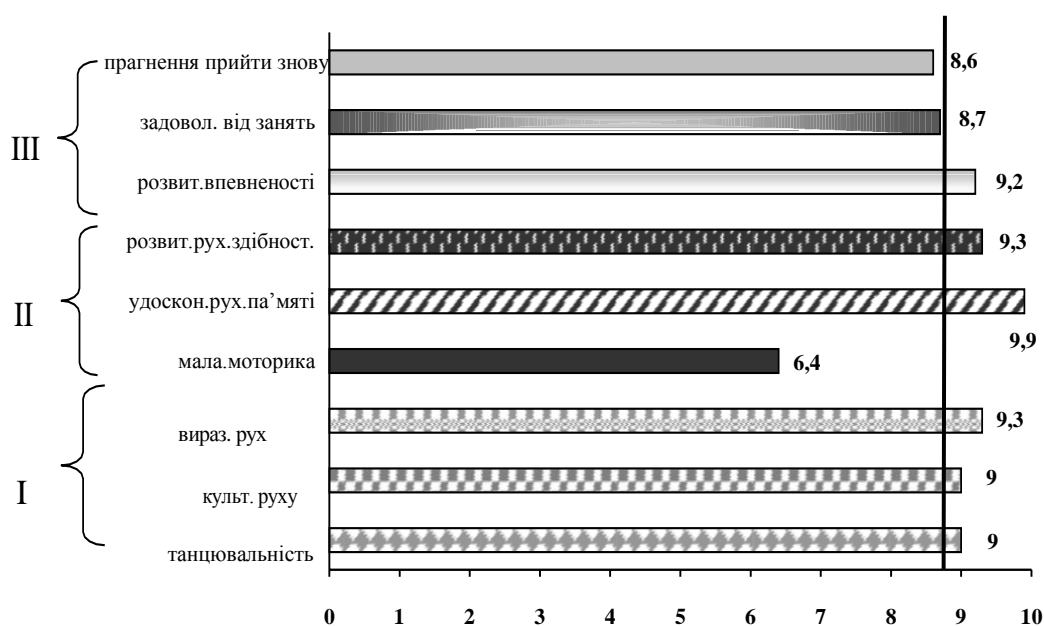 прагнення прийти знову
8,6
задовол. від занять
8,7
III
розвит.впевненості
9,2
розвит.рух.здібност.
9,3
удоскон.рух.па’мяті
9,9
II
мала.моторика
6,4
вираз. рух
9,3
I
культ. руху
9
танцювальність
9
0 1 2 3 4 5 6 7 8 9 10